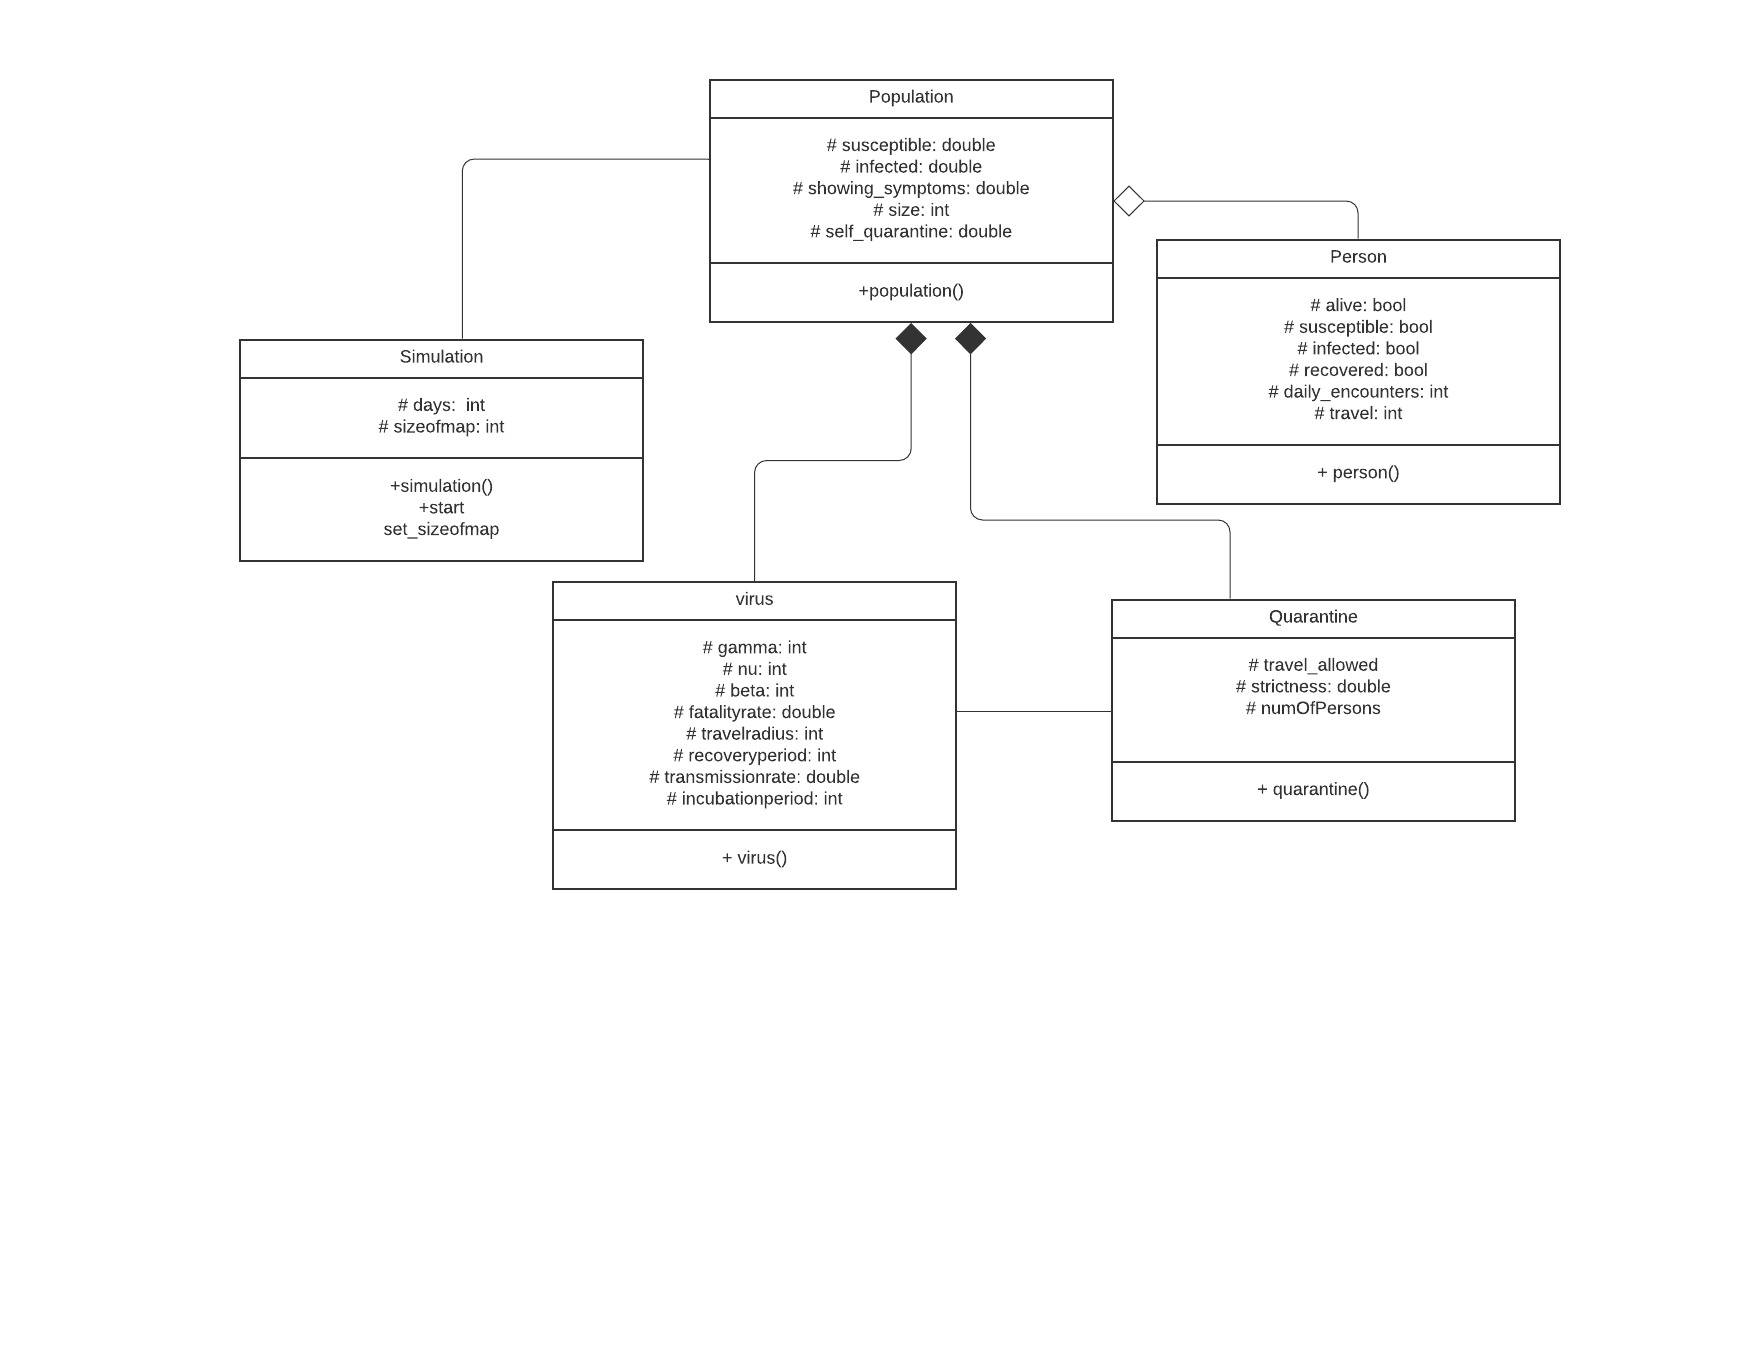 Population
# susceptible: double
# infected: double
# showing_symptoms: double
# size: int
# self_quarantine: double
+population()
Person
# alive: bool
# susceptible: bool
# infected: bool
# recovered: bool
# daily_encounters: int
# travel: int
+ person()
Simulation
# days:  int
# sizeofmap: int
+simulation()
+start
set_sizeofmap
virus
# gamma: int
# nu: int
# beta: int
# fatalityrate: double
# travelradius: int
# recoveryperiod: int
# transmissionrate: double
# incubationperiod: int
+ virus()
Quarantine
# travel_allowed
# strictness: double
# numOfPersons
+ quarantine()